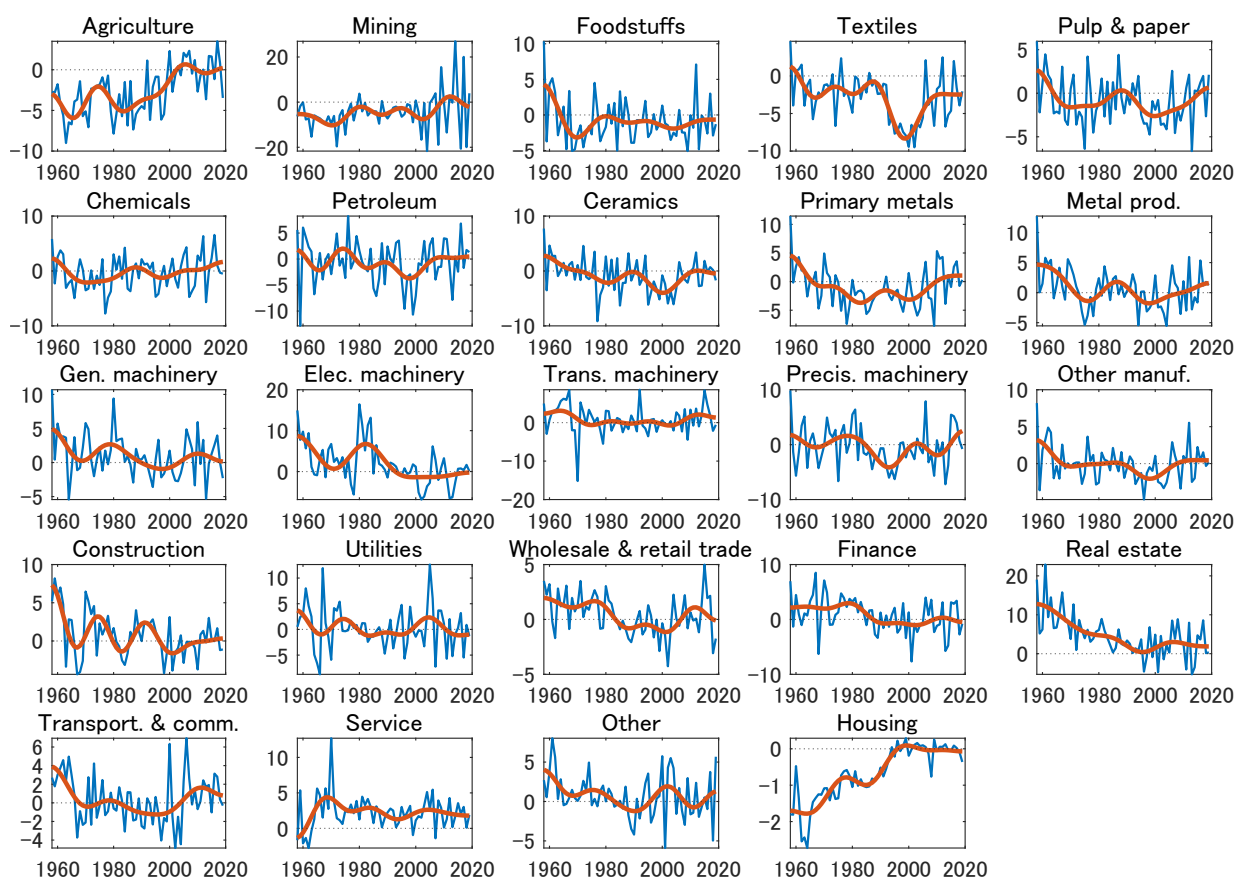 Agriculture
0
−5
−10
1960 1980 2000 2020
Mining
20
0
−20
1960 1980 2000 2020
Foodstuffs
10
5
0
−5
1960 1980 2000 2020
Textiles
0
−5
−10
1960 1980 2000 2020
Pulp & paper
5
0
−5
1960 1980 2000 2020
Chemicals
10
0
−10
1960 1980 2000 2020
Petroleum
5
0
−5
−10
1960 1980 2000 2020
Ceramics
10
0
−10
1960 1980 2000 2020
Primary metals
10
5
0
−5
1960 1980 2000 2020
Metal prod.
10
5
0
−5
1960 1980 2000 2020
Gen. machinery
10
5
0
−5
1960 1980 2000 2020
Elec. machinery
20
10
0
1960 1980 2000 2020
Trans. machinery
0
−10
−20
1960 1980 2000 2020
Precis. machinery
10
0
−10
1960 1980 2000 2020
Other manuf.
10
5
0
−5
1960 1980 2000 2020
Construction
10
5
0
1960 1980 2000 2020
Utilities
10
5
0
−5
1960 1980 2000 2020
Wholesale & retail trade
5
0
−5
1960 1980 2000 2020
Finance
10
0
−10
1960 1980 2000 2020
Real estate
20
10
0
1960 1980 2000 2020
Transport. & comm.
6
4
2
0
−2
−4
1960 1980 2000 2020
Service
10
5
0
1960 1980 2000 2020
Other
5
0
−5
1960 1980 2000 2020
Housing
0
−1
−2
1960 1980 2000 2020